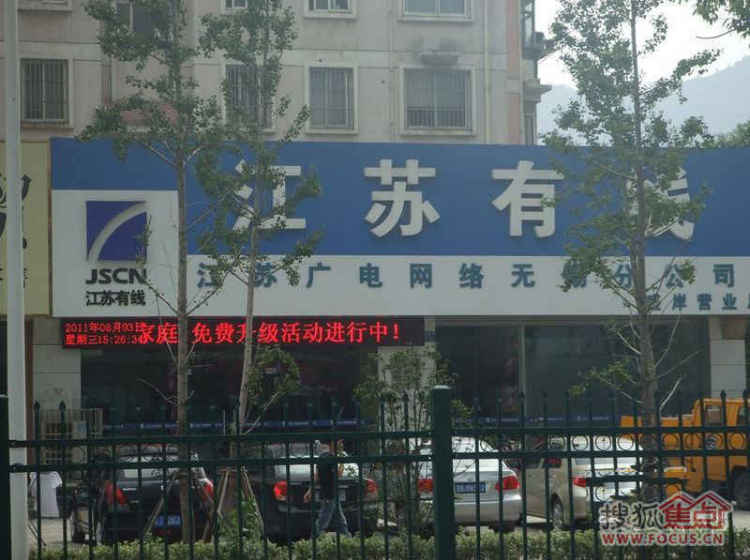 江苏有线
JSCN
江苏有线
江苏广电网络无锡分公司
岸营业
2011年08月03日
星期三15:26:3
家庭 免费升级活动进行中!
搜狐焦点
www.FOCUS.CN